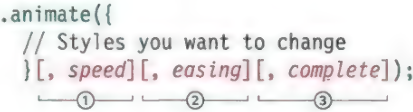 .animate({
// Styles you want to change
}[, speed][, easing][, complete]);
① ② ③